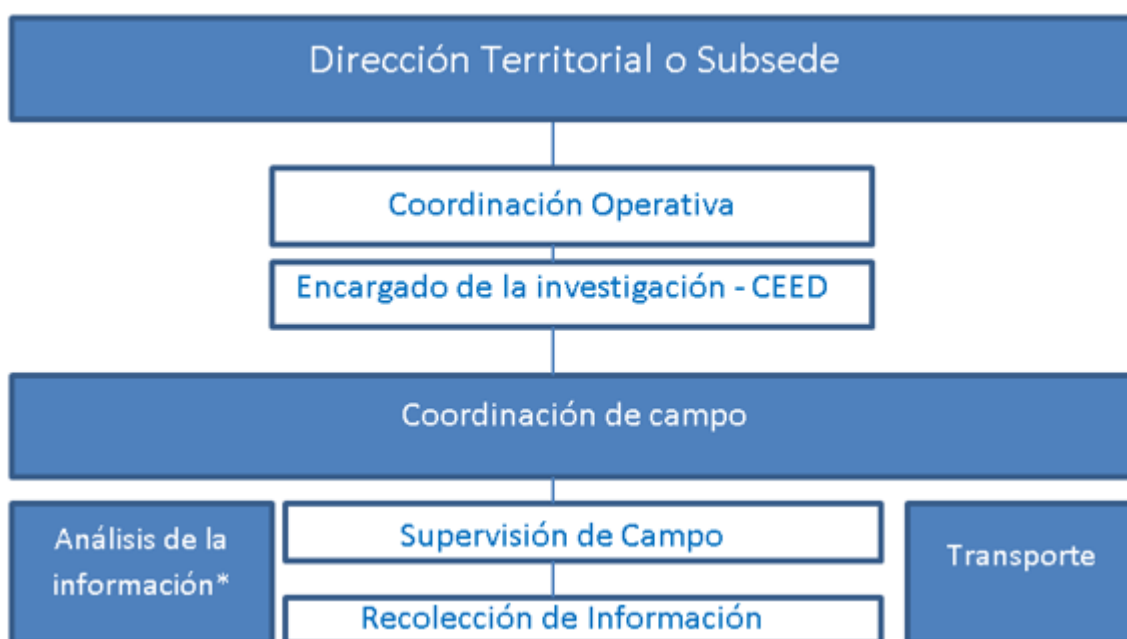 Dirección Territorial o Subsede
Coordinación Operativa
Encargado de la investigación - CEED
Coordinación de campo
Análisis de la
información*
Supervisión de Campo
Recolección de Información
Transporte